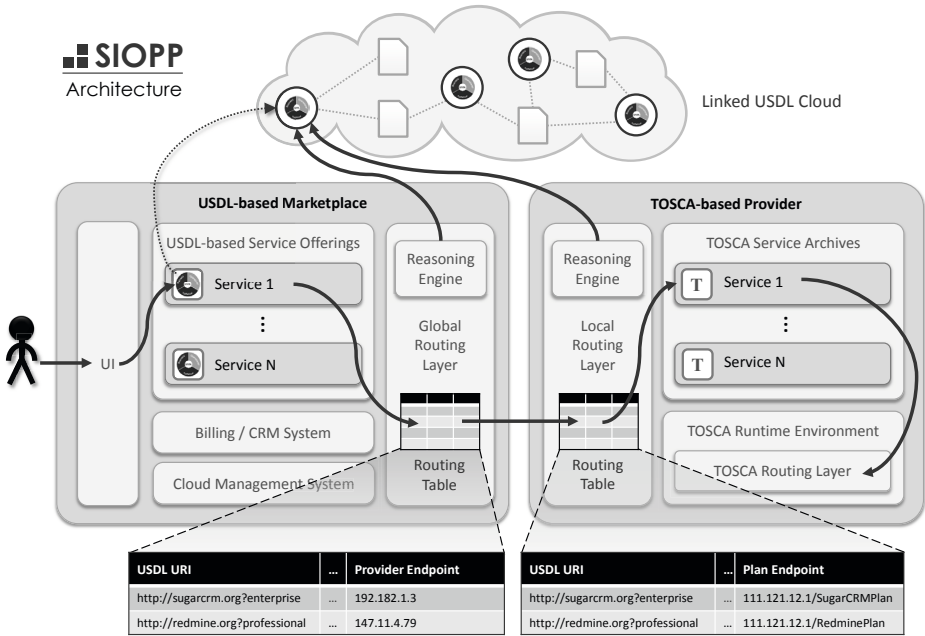 SIOPP
Architecture
Linked USDL Cloud
USDL-based Marketplace
UI
USDL-based Service Offerings
Service 1
⋮
Service N
Billing / CRM System
Cloud Management System
Reasoning
Engine
Global
Routing
Layer
Routing
Table
TOSCA-based Provider
Reasoning
Engine
Local
Routing
Layer
Routing
Table
TOSCA Service Archives
T
Service 1
⋮
T
Service N
TOSCA Runtime Environment
TOSCA Routing Layer
USDL URI ... Provider Endpoint
http://sugarcrm.org?enterprise ... 192.182.1.3
http://redmine.org?professional ... 147.11.4.79
USDL URI ... Plan Endpoint
http://sugarcrm.org?enterprise ... 111.121.12.1/SugarCRMPlan
http://redmine.org?professional ... 111.121.12.1/RedminePlan